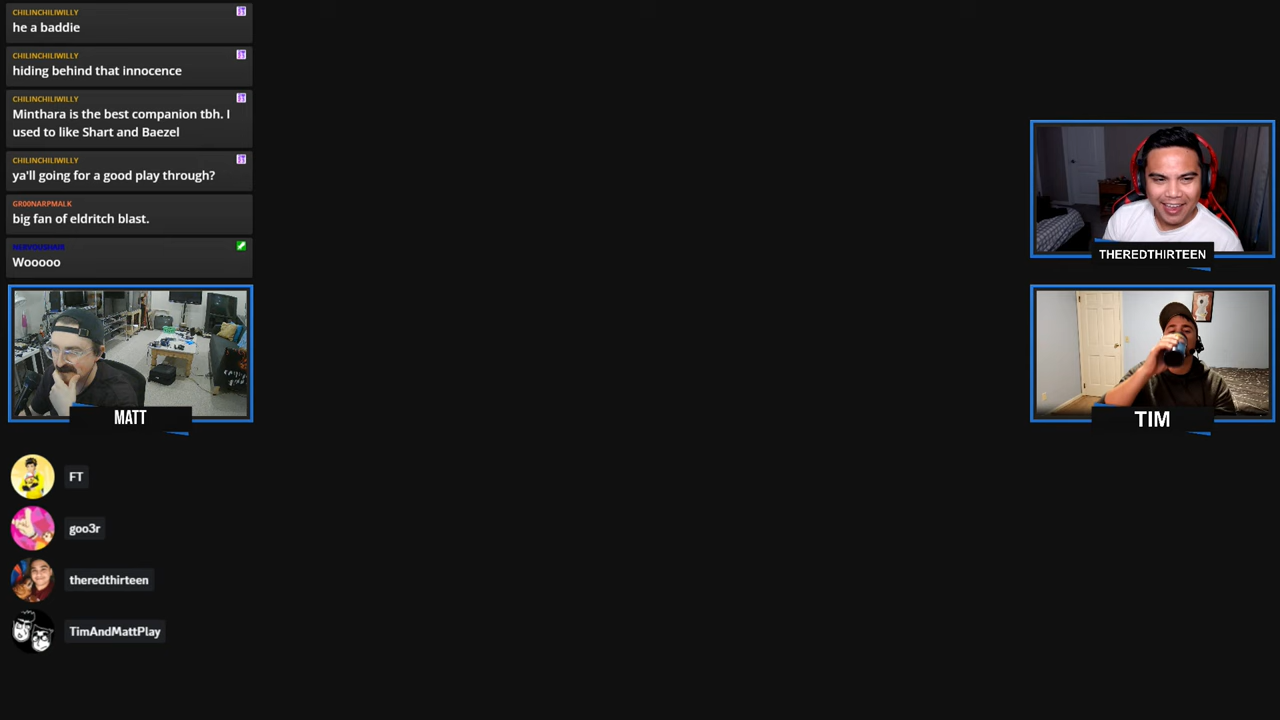 CHILINCHILIWILLY
he a baddie
CHILINCHILIWILLY
hiding behind that innocence
CHILINCHILIWILLY
Minthara is the best companion tbh. I
used to like Shart and Baezel
CHILINCHILIWILLY
ya'll going for a good play through?
GR00NARPMALK
big fan of eldritch blast.
NERVOUSHAIR
Wooooo
MATT
THEREDTHIRTEEN
TIM
FT
goo3r
theredthirteen
TimAndMattPlay